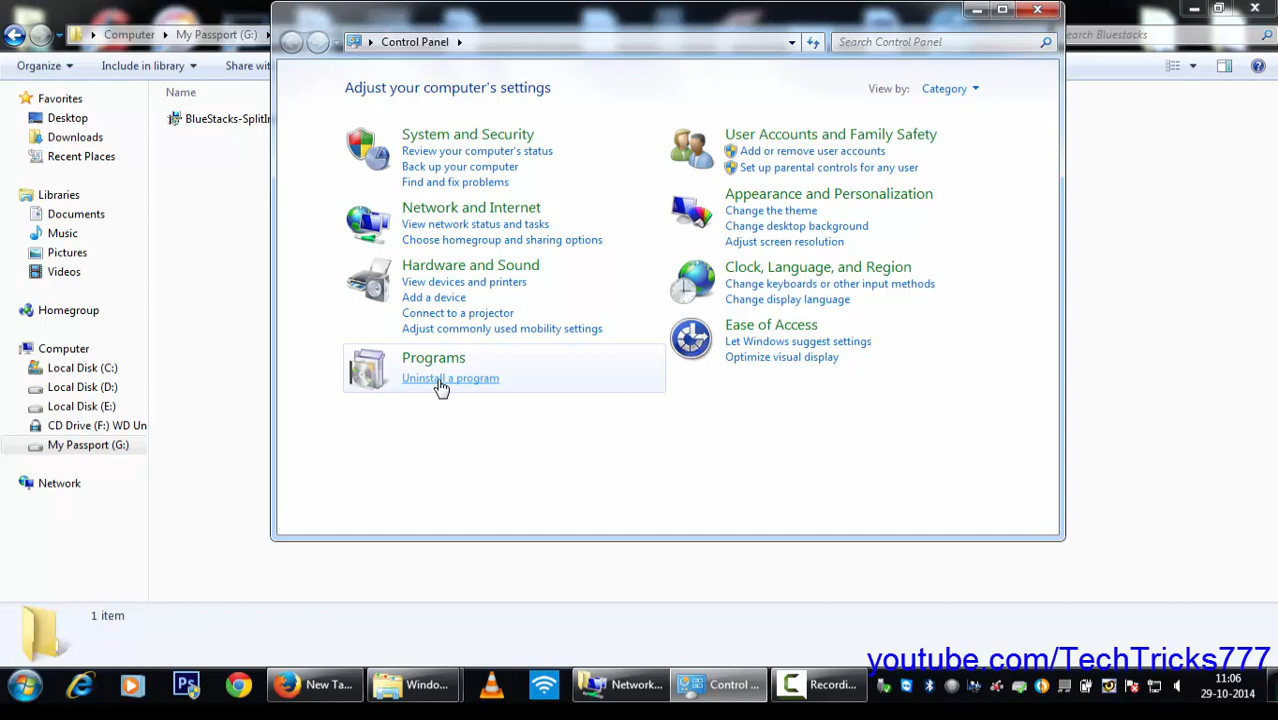 Computer
My Passport (G:)
Control Panel
Search Control Panel
Search Bluestacks
Organize
Include in library
Share with
Favorites
Desktop
Downloads
Recent Places
Libraries
Documents
Music
Pictures
Videos
Homegroup
Computer
Local Disk (C:)
Local Disk (D:)
Local Disk (E:)
CD Drive (F:) WD Un
My Passport (G:)
Network
Name
BlueStacks-SplitIn
Adjust your computer's settings
View by: Category
System and Security
Review your computer's status
Back up your computer
Find and fix problems
Network and Internet
View network status and tasks
Choose homegroup and sharing options
Hardware and Sound
View devices and printers
Add a device
Connect to a projector
Adjust commonly used mobility settings
Programs
Uninstall a program
User Accounts and Family Safety
Add or remove user accounts
Set up parental controls for any user
Appearance and Personalization
Change the theme
Change desktop background
Adjust screen resolution
Clock, Language, and Region
Change keyboards or other input methods
Change display language
Ease of Access
Let Windows suggest settings
Optimize visual display
1 item
youtube.com/TechTricks777
New Ta...
Windo...
Network...
Control ...
Recordi...
11:06
29-10-2014